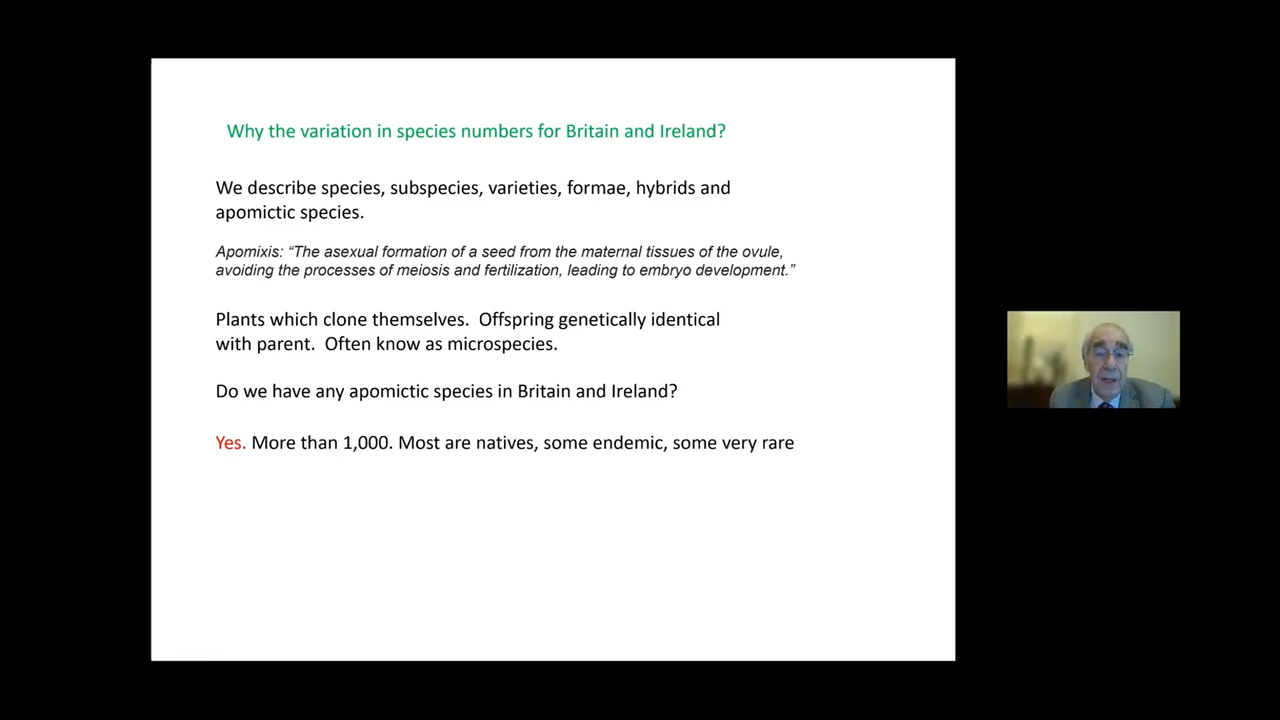 Why the variation in species numbers for Britain and Ireland?
We describe species, subspecies, varieties, formae, hybrids and
apomictic species.
Apomixis: “The asexual formation of a seed from the maternal tissues of the ovule,
avoiding the processes of meiosis and fertilization, leading to embryo development.”
Plants which clone themselves.  Offspring genetically identical
with parent.  Often know as microspecies.
Do we have any apomictic species in Britain and Ireland?
Yes. More than 1,000. Most are natives, some endemic, some very rare